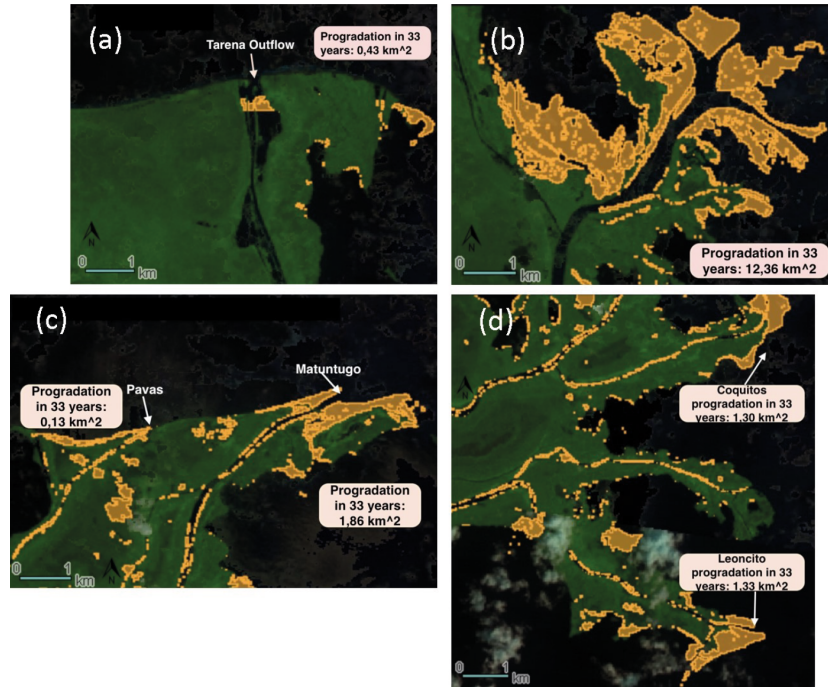 (a)
Tarena Outflow
Progradation in 33
years: 0,43 km^2
N
0 1
km
(b)
N
0 1
km
Progradation in 33
years: 12,36 km^2
(c)
Matuntugo
Pavas
Progradation
in 33 years:
0,13 km^2
Progradation
in 33 years:
1,86 km^2
N
0 1
km
(d)
N
Coquitos
progradation in 33
years: 1,30 km^2
Leoncito
progradation in 33
years: 1,33 km^2
0 1
km